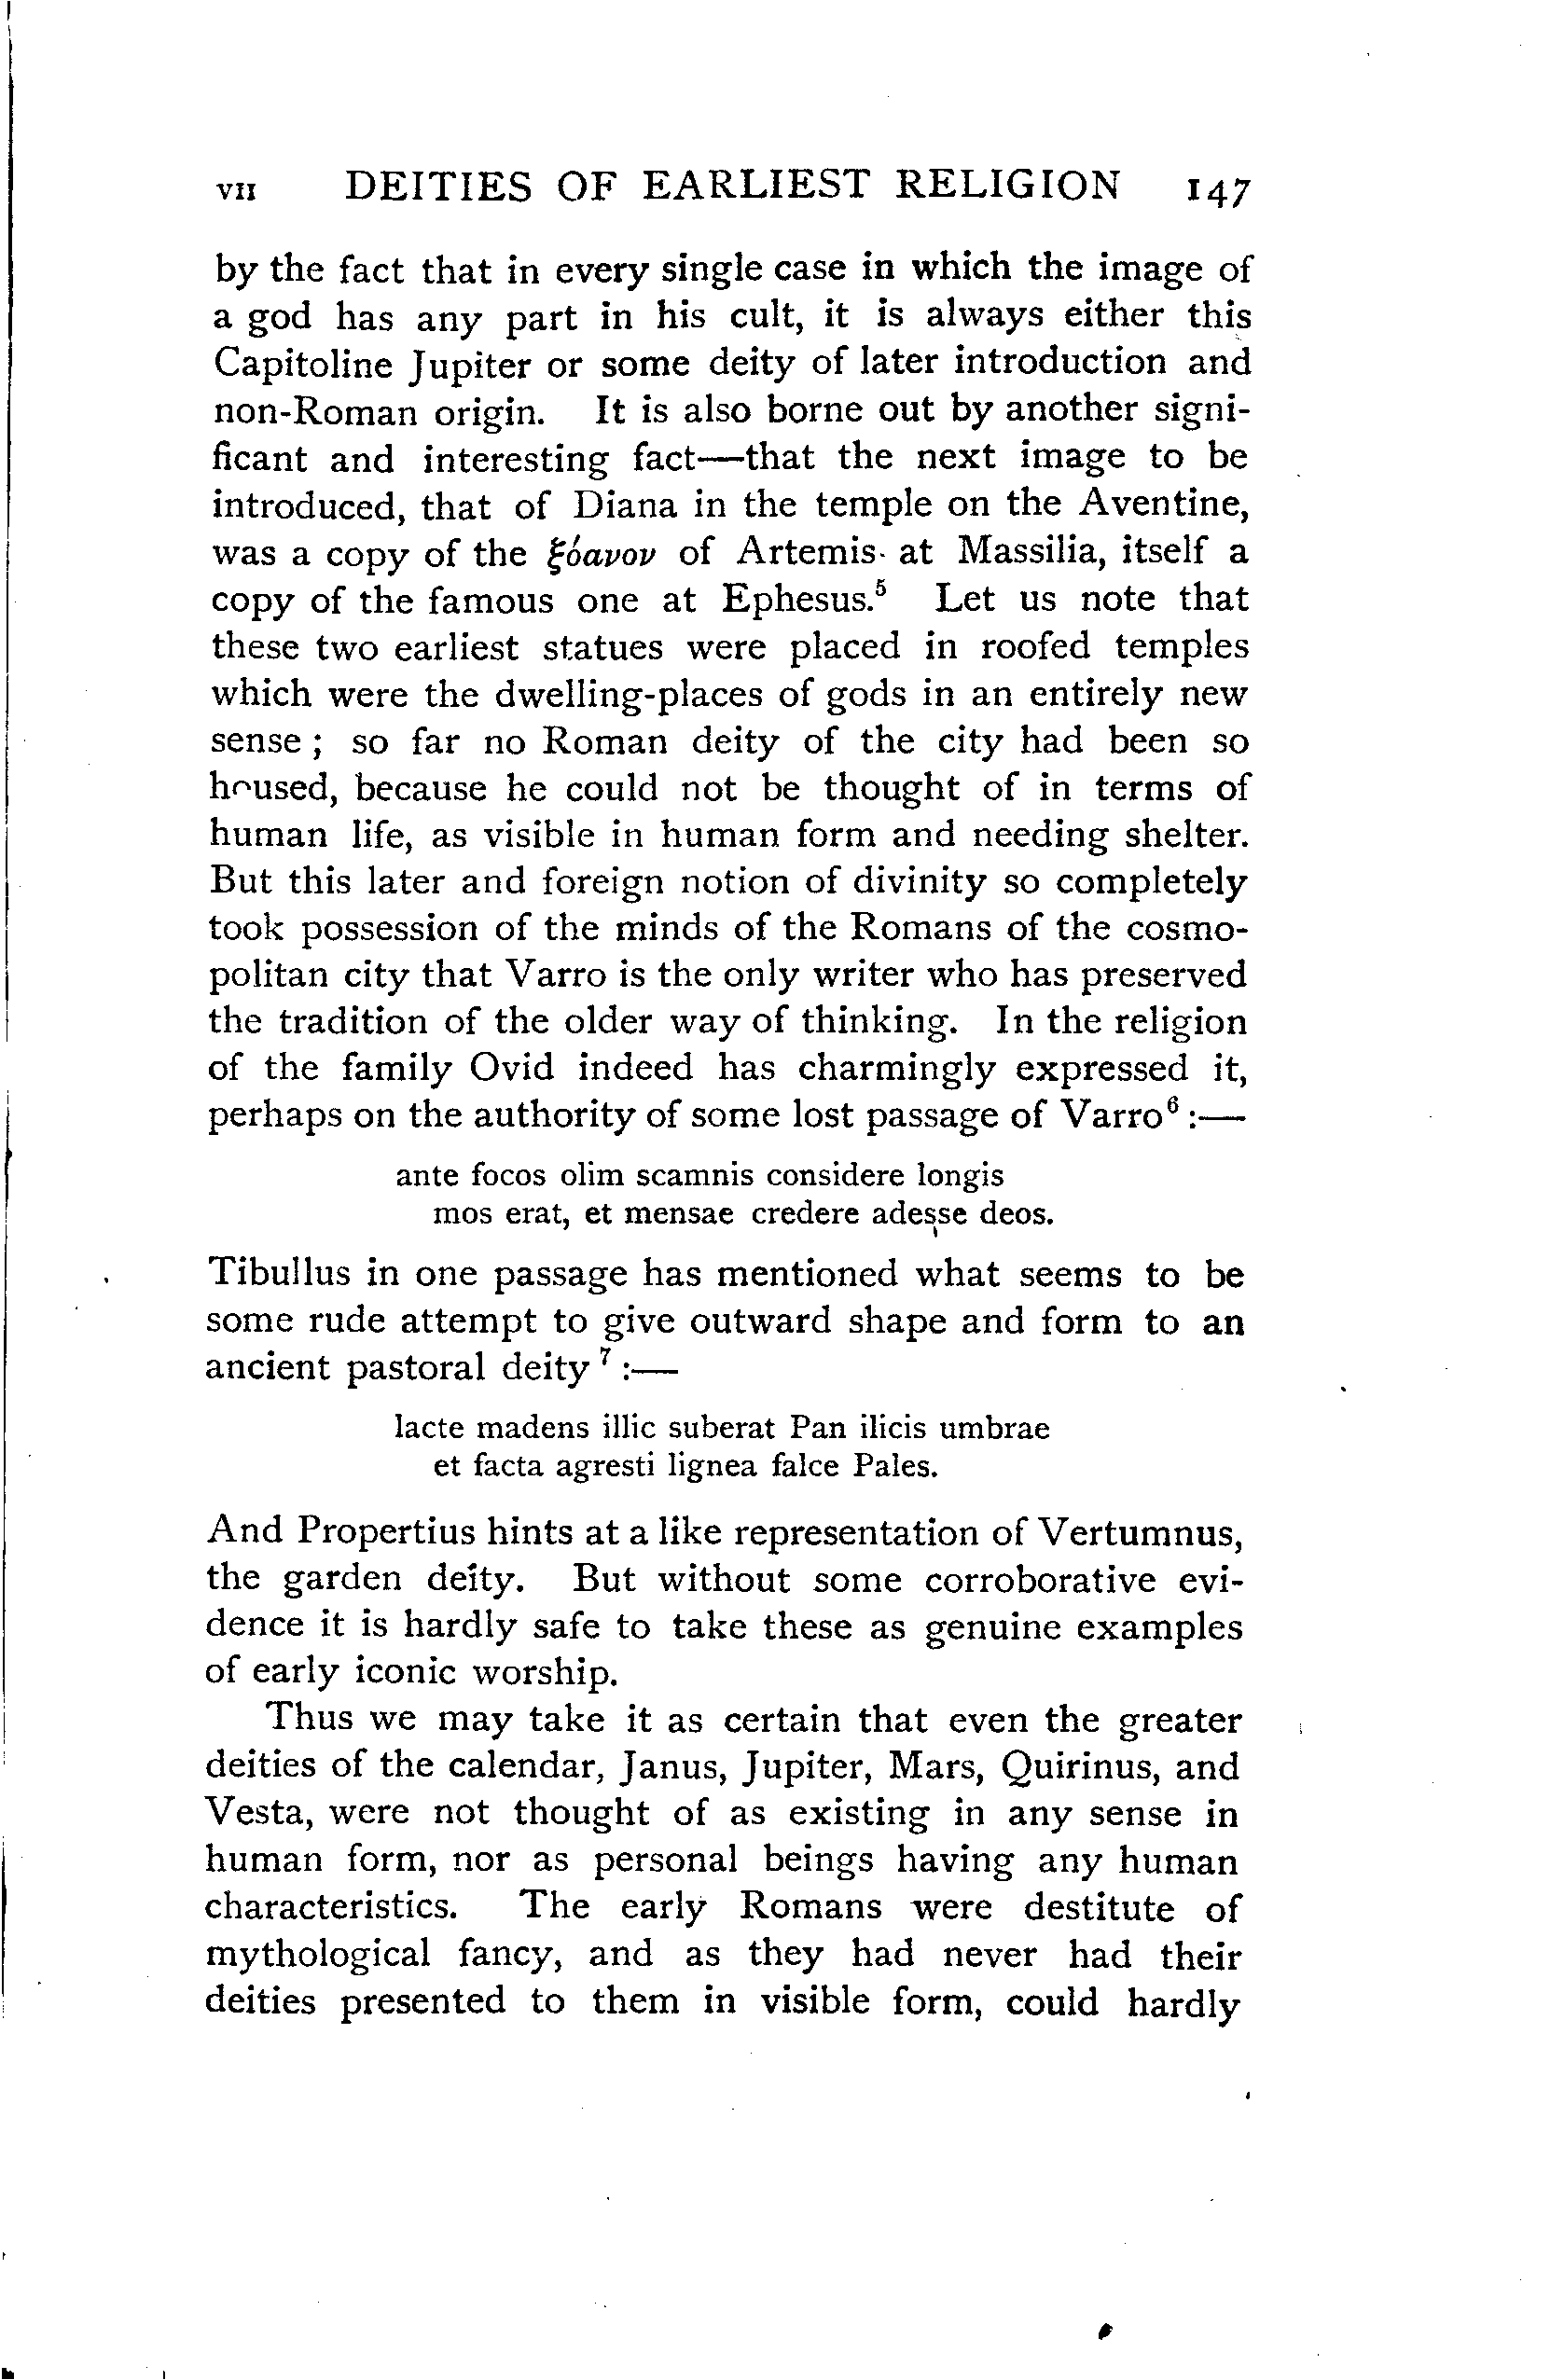 VII DEITIES OF EARLIEST RELIGION 147
by the fact that in every single case in which the image of
a god has any part in his cult, it is always either this
Capitoline Jupiter or some deity of later introduction and
non-Roman origin. It is also borne out by another signi-
ficant and interesting fact—that the next image to be
introduced, that of Diana in the temple on the Aventine,
was a copy of the ξόανον of Artemis at Massilia, itself a
copy of the famous one at Ephesus.⁵ Let us note that
these two earliest statues were placed in roofed temples
which were the dwelling-places of gods in an entirely new
sense ; so far no Roman deity of the city had been so
housed, because he could not be thought of in terms of
human life, as visible in human form and needing shelter.
But this later and foreign notion of divinity so completely
took possession of the minds of the Romans of the cosmo-
politan city that Varro is the only writer who has preserved
the tradition of the older way of thinking. In the religion
of the family Ovid indeed has charmingly expressed it,
perhaps on the authority of some lost passage of Varro⁶ :—
ante focos olim scamnis considere longis
mos erat, et mensae credere adesse deos.
Tibullus in one passage has mentioned what seems to be
some rude attempt to give outward shape and form to an
ancient pastoral deity ⁷ :—
lacte madens illic suberat Pan ilicis umbrae
et facta agresti lignea falce Pales.
And Propertius hints at a like representation of Vertumnus,
the garden deity. But without some corroborative evi-
dence it is hardly safe to take these as genuine examples
of early iconic worship.
Thus we may take it as certain that even the greater
deities of the calendar, Janus, Jupiter, Mars, Quirinus, and
Vesta, were not thought of as existing in any sense in
human form, nor as personal beings having any human
characteristics. The early Romans were destitute of
mythological fancy, and as they had never had their
deities presented to them in visible form, could hardly